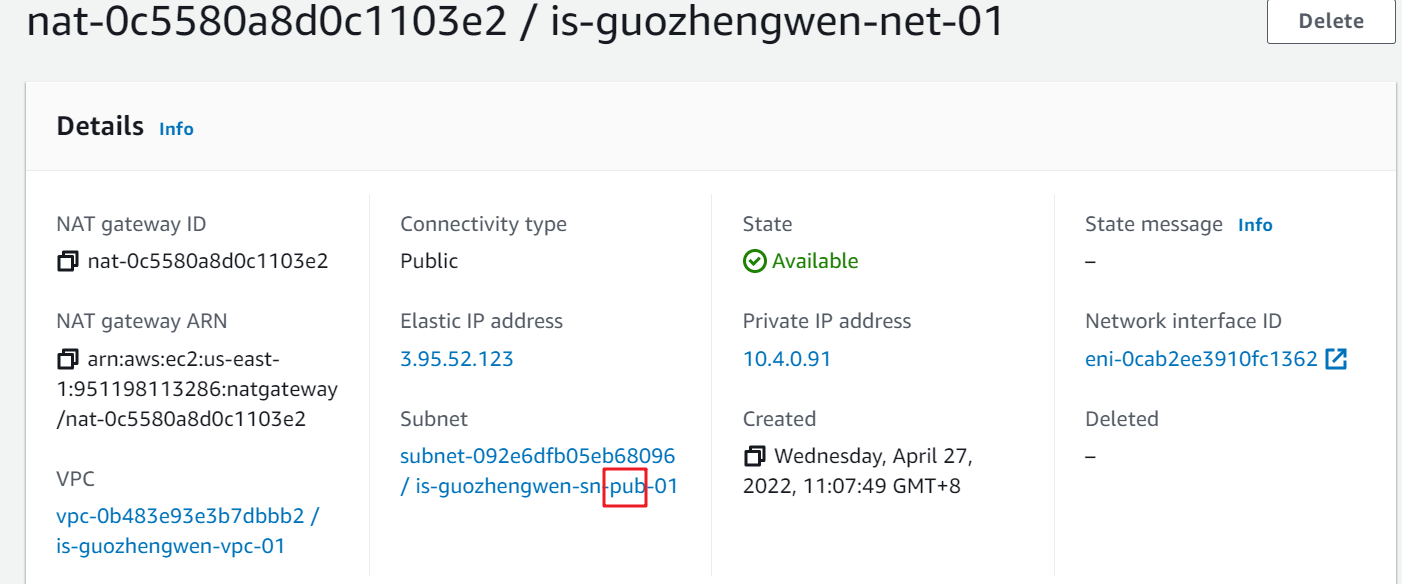 nat-0c5580a8d0c1103e2 / is-guozhengwen-net-01
Delete
Details Info
NAT gateway ID
nat-0c5580a8d0c1103e2
NAT gateway ARN
arn:aws:ec2:us-east-
1:951198113286:natgateway
/nat-0c5580a8d0c1103e2
VPC
vpc-0b483e93e3b7dbbb2 /
is-guozhengwen-vpc-01
Connectivity type
Public
Elastic IP address
3.95.52.123
Subnet
subnet-092e6dfb05eb68096
/ is-guozhengwen-sn-pub-01
State
Available
Private IP address
10.4.0.91
Created
Wednesday, April 27,
2022, 11:07:49 GMT+8
State message Info
–
Network interface ID
eni-0cab2ee3910fc1362
Deleted
–